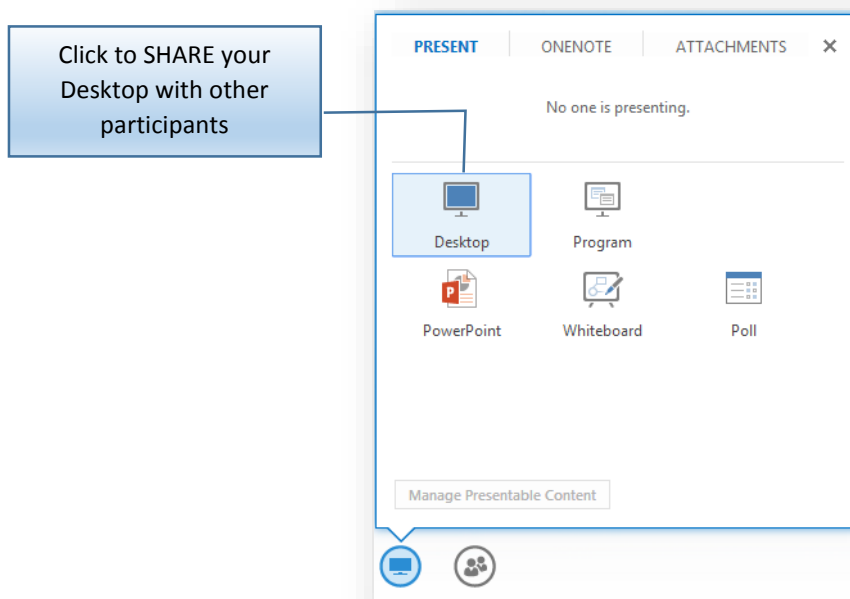 Click to SHARE your
Desktop with other
participants
PRESENT ONENOTE ATTACHMENTS
No one is presenting.
Desktop Program
PowerPoint Whiteboard Poll
Manage Presentable Content